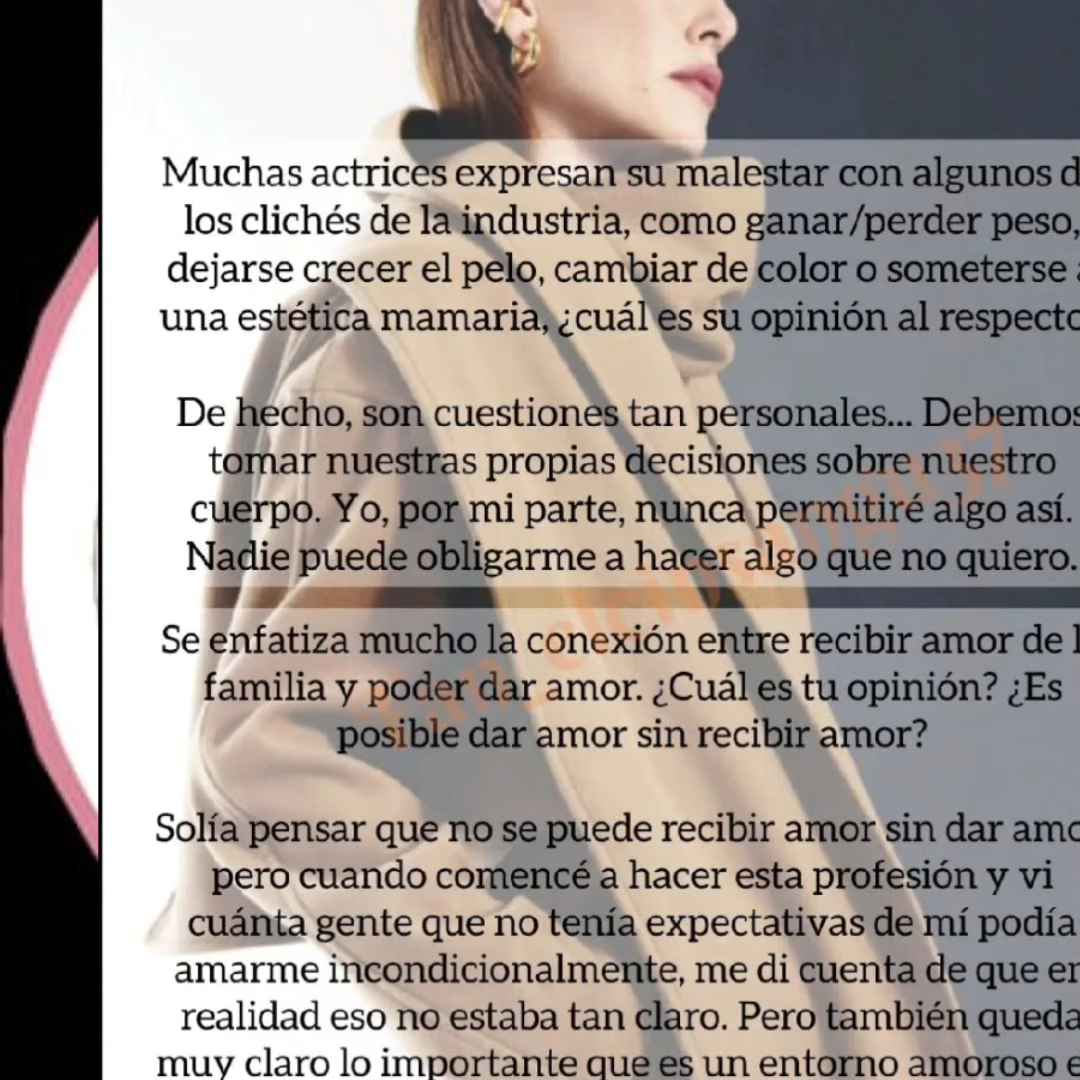 Muchas actrices expresan su malestar con algunos d
los clichés de la industria, como ganar/perder peso,
dejarse crecer el pelo, cambiar de color o someterse a
una estética mamaria, ¿cuál es su opinión al respecto
De hecho, son cuestiones tan personales... Debemos
tomar nuestras propias decisiones sobre nuestro
cuerpo. Yo, por mi parte, nunca permitiré algo así.
Nadie puede obligarme a hacer algo que no quiero.
Se enfatiza mucho la conexión entre recibir amor de l
familia y poder dar amor. ¿Cuál es tu opinión? ¿Es
posible dar amor sin recibir amor?
Solía pensar que no se puede recibir amor sin dar amo
pero cuando comencé a hacer esta profesión y vi
cuánta gente que no tenía expectativas de mí podía
amarme incondicionalmente, me di cuenta de que en
realidad eso no estaba tan claro. Pero también queda
muy claro lo importante que es un entorno amoroso e